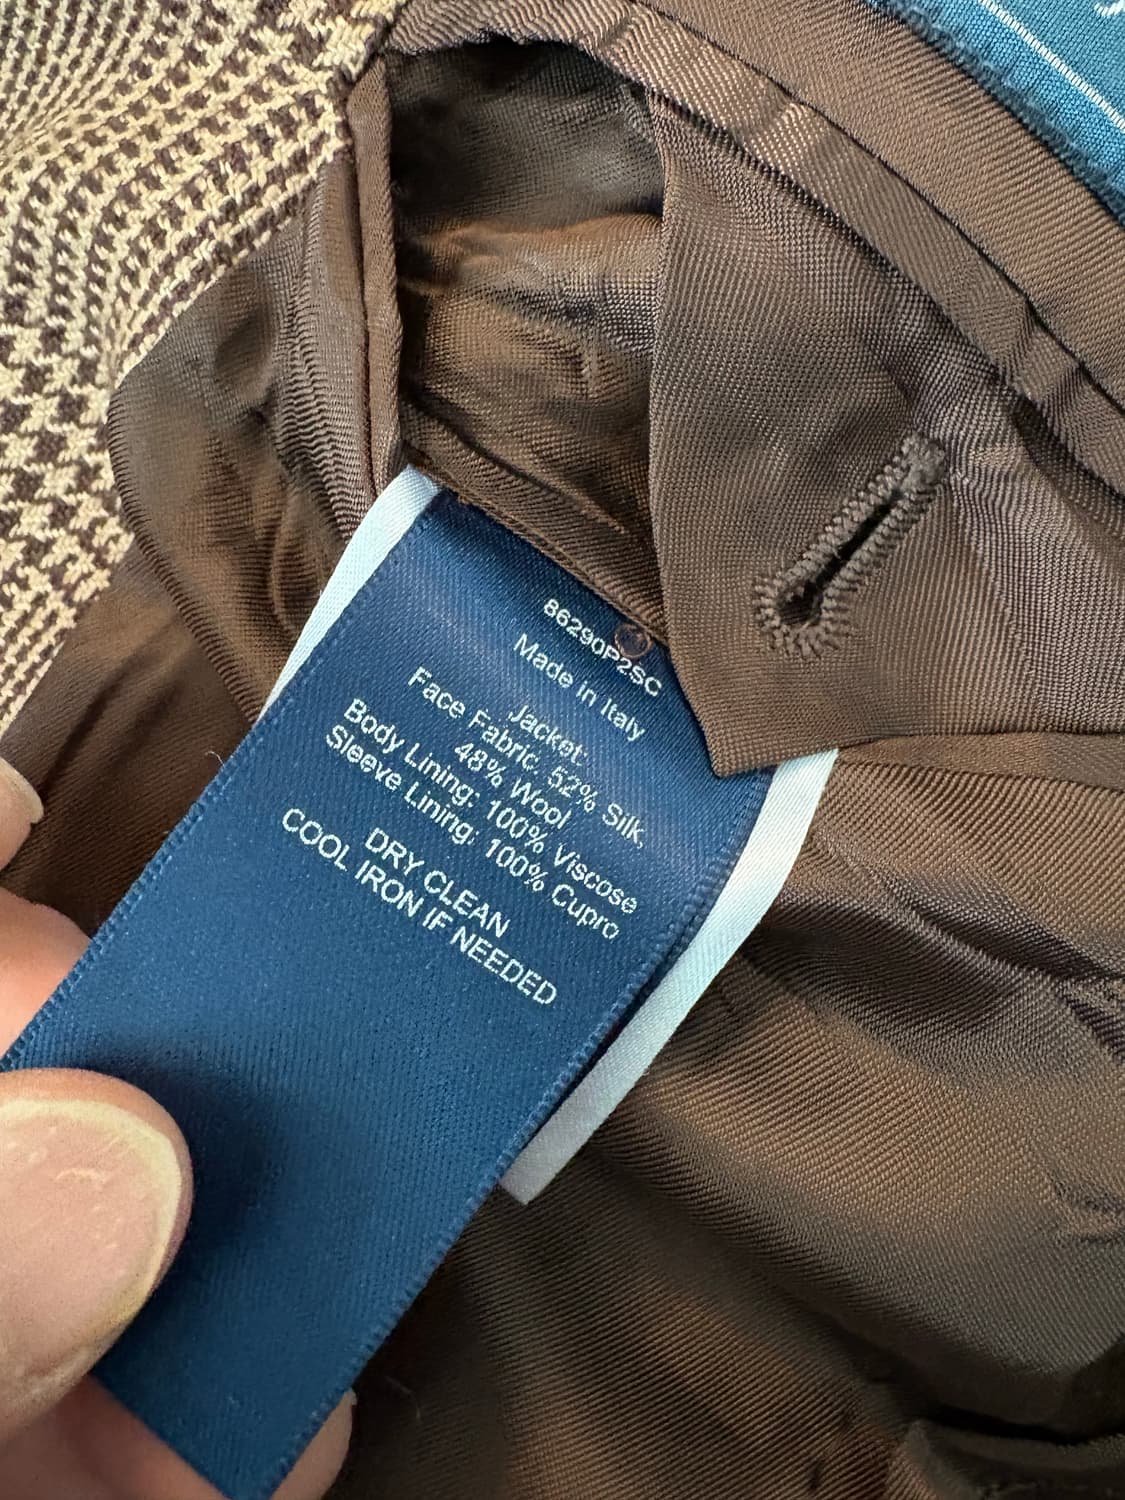 86290P2SC
Made in Italy
Jacket:
Face Fabric: 52% Silk,
48% Wool
Body Lining: 100% Viscose
Sleeve Lining: 100% Cupro
DRY CLEAN
COOL IRON IF NEEDED